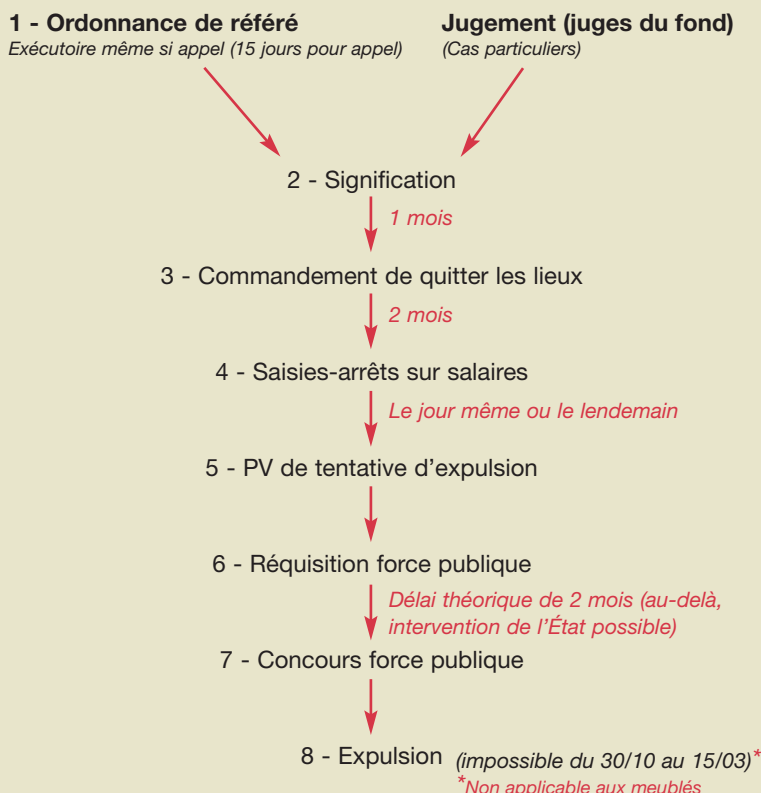 1 - Ordonnance de référé
Exécutoire même si appel (15 jours pour appel)
Jugement (juges du fond)
(Cas particuliers)
2 - Signification
1 mois
3 - Commandement de quitter les lieux
2 mois
4 - Saisies-arrêts sur salaires
Le jour même ou le lendemain
5 - PV de tentative d’expulsion
6 - Réquisition force publique
Délai théorique de 2 mois (au-delà,
intervention de l’État possible)
7 - Concours force publique
8 - Expulsion (impossible du 30/10 au 15/03)*
*Non applicable aux meublés